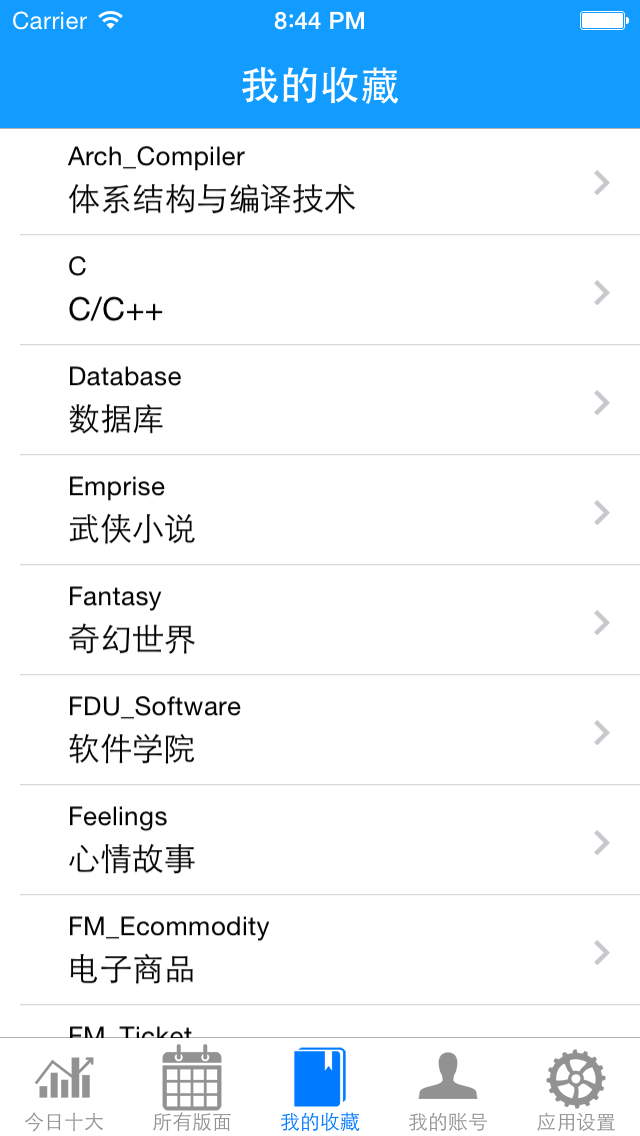 Carrier 8:44 PM
我的收藏
Arch_Compiler
体系结构与编译技术
C
C/C++
Database
数据库
Emprise
武侠小说
Fantasy
奇幻世界
FDU_Software
软件学院
Feelings
心情故事
FM_Ecommodity
电子商品
FM_Ticket
今日十大 所有版面 我的收藏 我的账号 应用设置